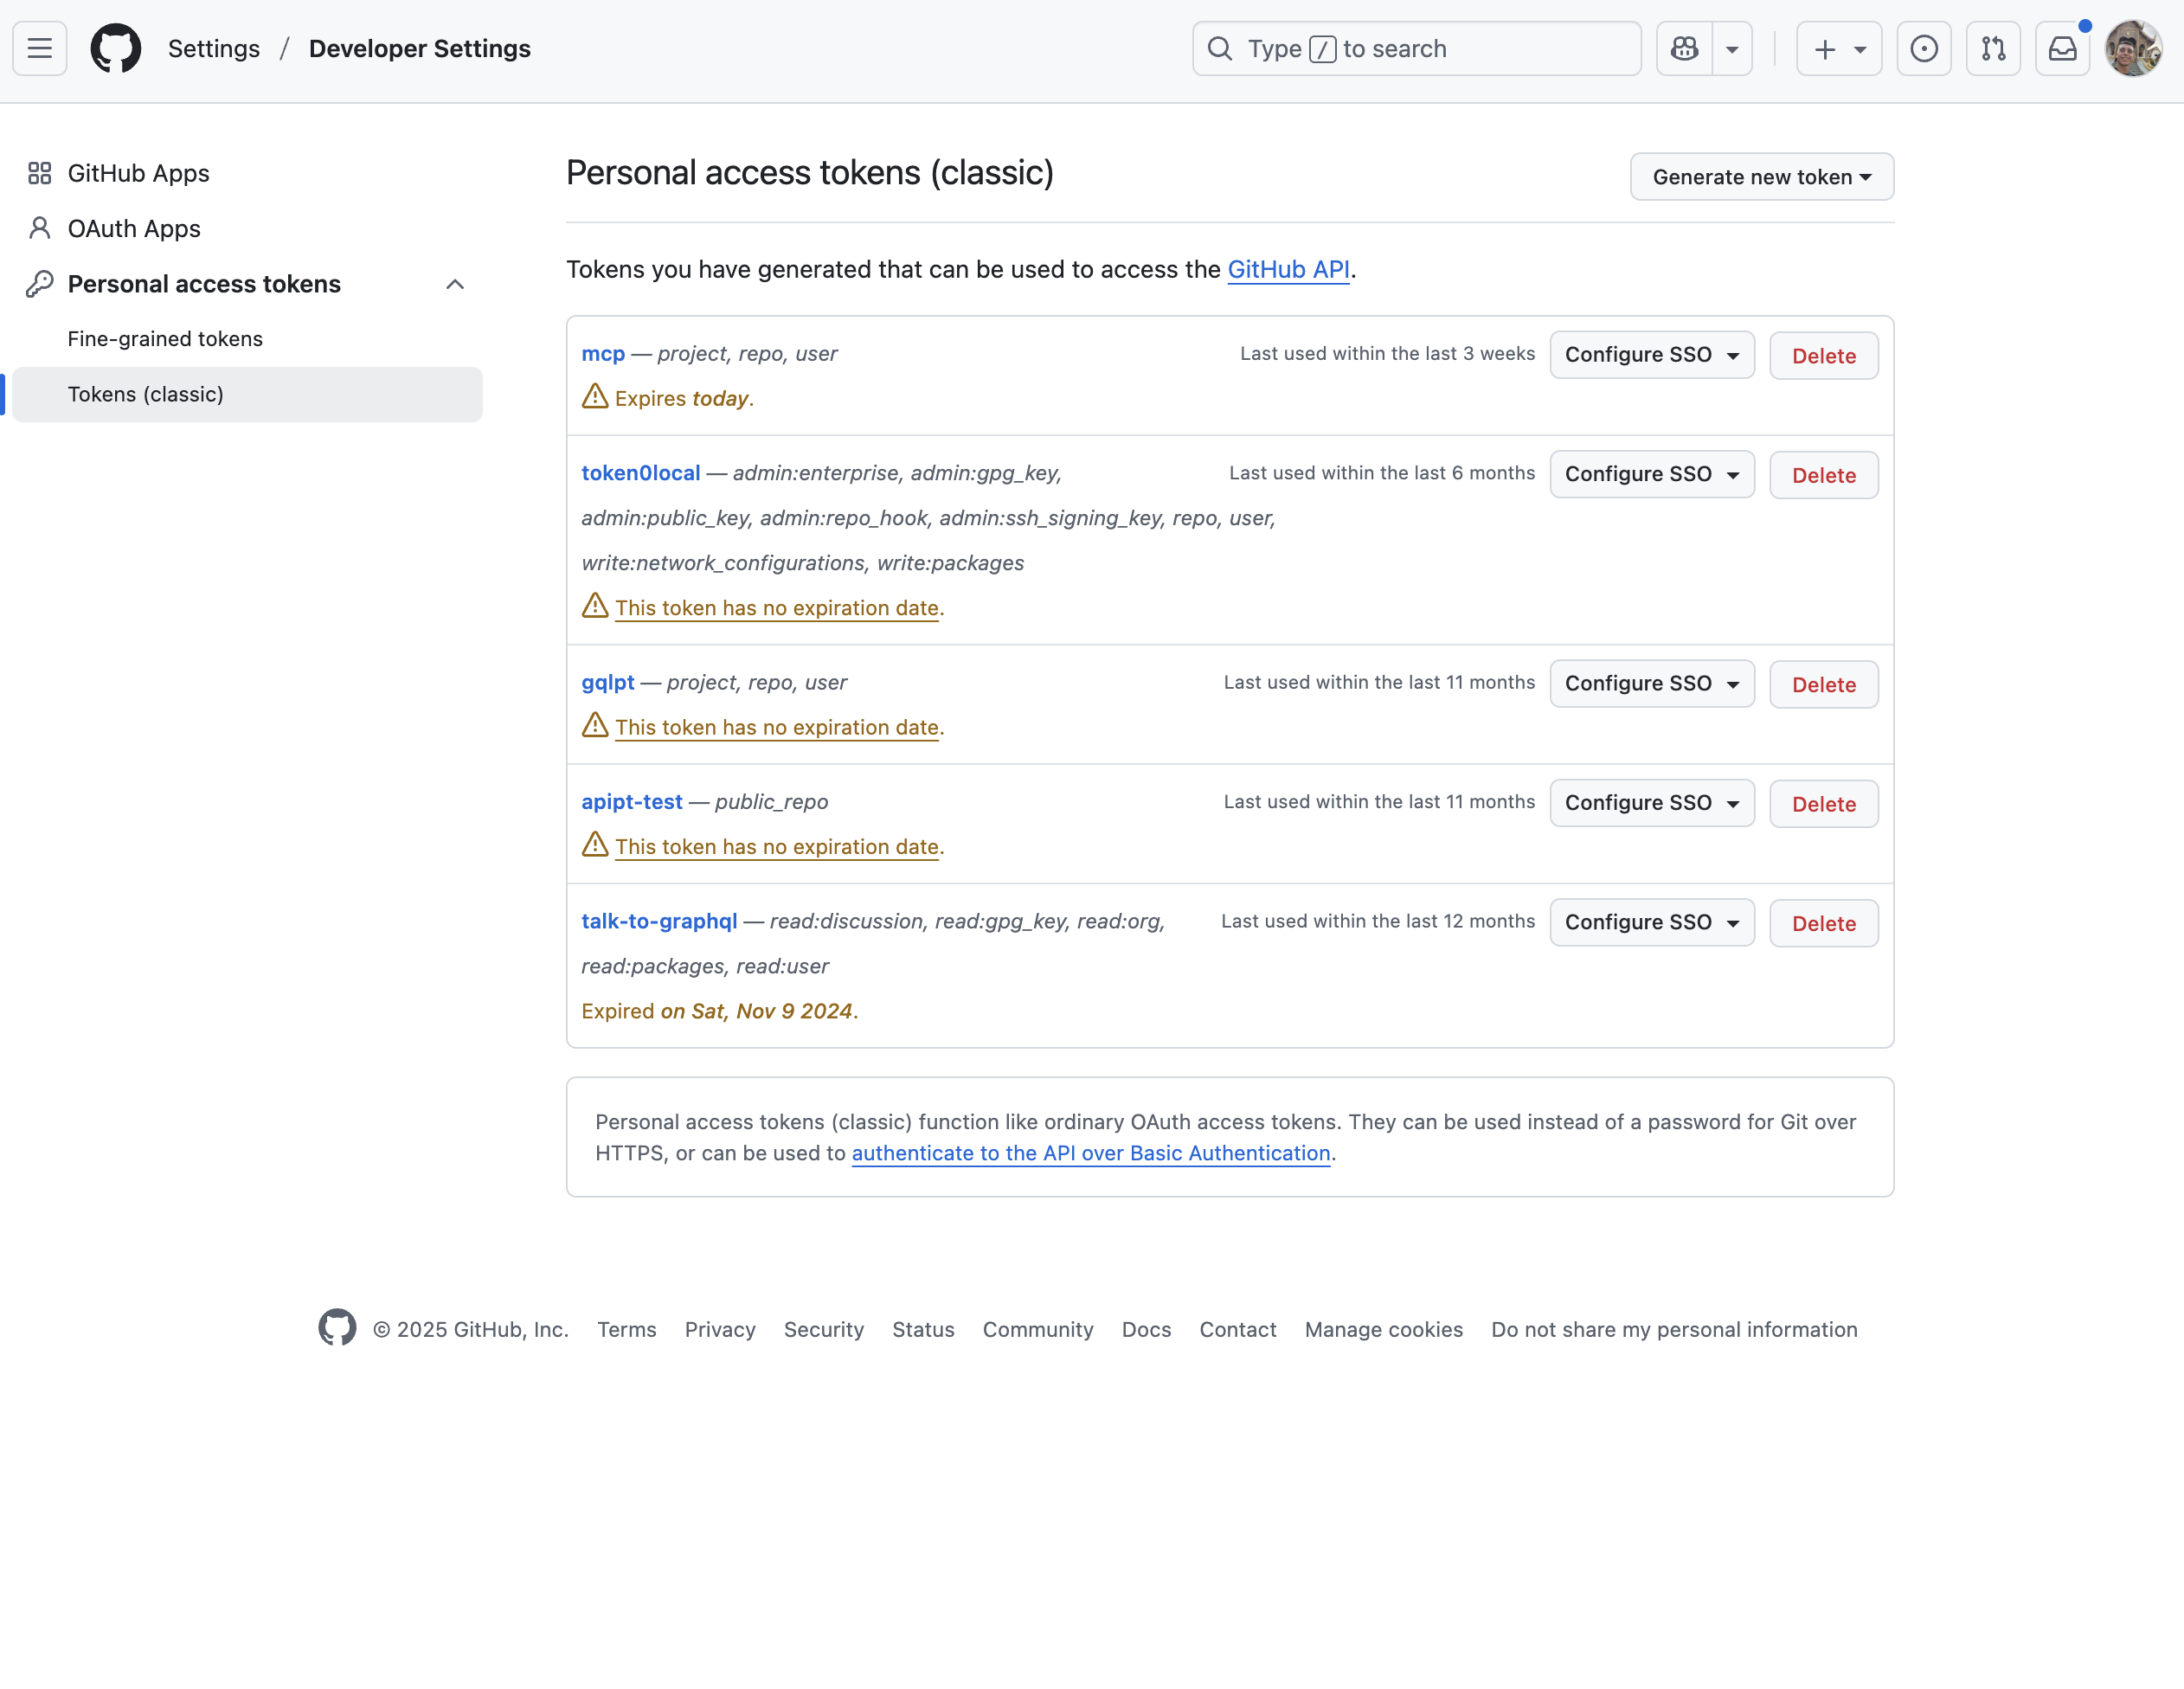 Settings / Developer Settings
Type / to search
GitHub Apps
OAuth Apps
Personal access tokens
Fine-grained tokens
Tokens (classic)
Personal access tokens (classic)
Generate new token
Tokens you have generated that can be used to access the GitHub API.
mcp — project, repo, user
Last used within the last 3 weeks
Configure SSO
Delete
Expires today.
token0local — admin:enterprise, admin:gpg_key,
admin:public_key, admin:repo_hook, admin:ssh_signing_key, repo, user,
write:network_configurations, write:packages
Last used within the last 6 months
Configure SSO
Delete
This token has no expiration date.
gqlpt — project, repo, user
Last used within the last 11 months
Configure SSO
Delete
This token has no expiration date.
apipt-test — public_repo
Last used within the last 11 months
Configure SSO
Delete
This token has no expiration date.
talk-to-graphql — read:discussion, read:gpg_key, read:org,
read:packages, read:user
Last used within the last 12 months
Configure SSO
Delete
Expired on Sat, Nov 9 2024.
Personal access tokens (classic) function like ordinary OAuth access tokens. They can be used instead of a password for Git over
HTTPS, or can be used to authenticate to the API over Basic Authentication.
© 2025 GitHub, Inc.
Terms
Privacy
Security
Status
Community
Docs
Contact
Manage cookies
Do not share my personal information